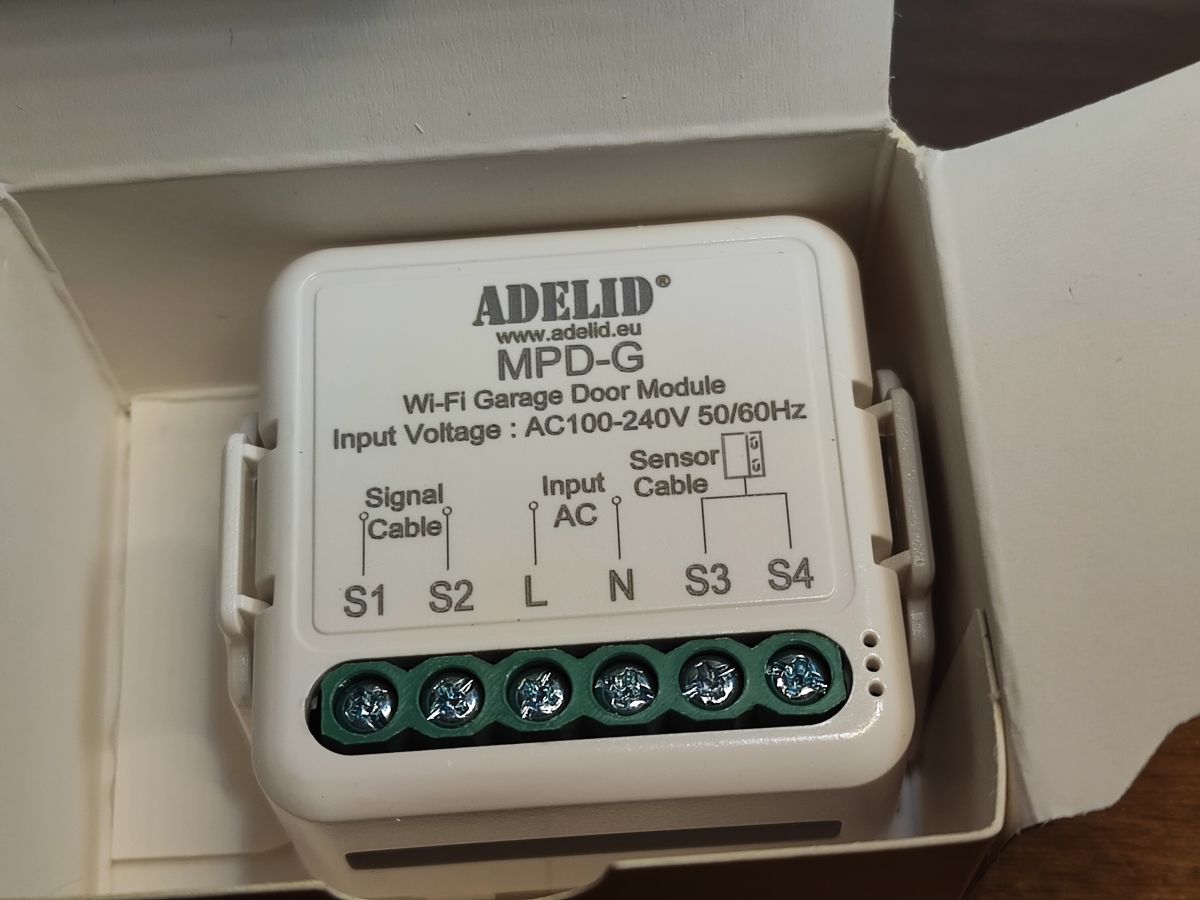 ADELID®
www.adelid.eu
MPD-G
Wi-Fi Garage Door Module
Input Voltage : AC100-240V 50/60Hz
Signal
Cable
Input
AC
Sensor
Cable
S1 S2 L N S3 S4